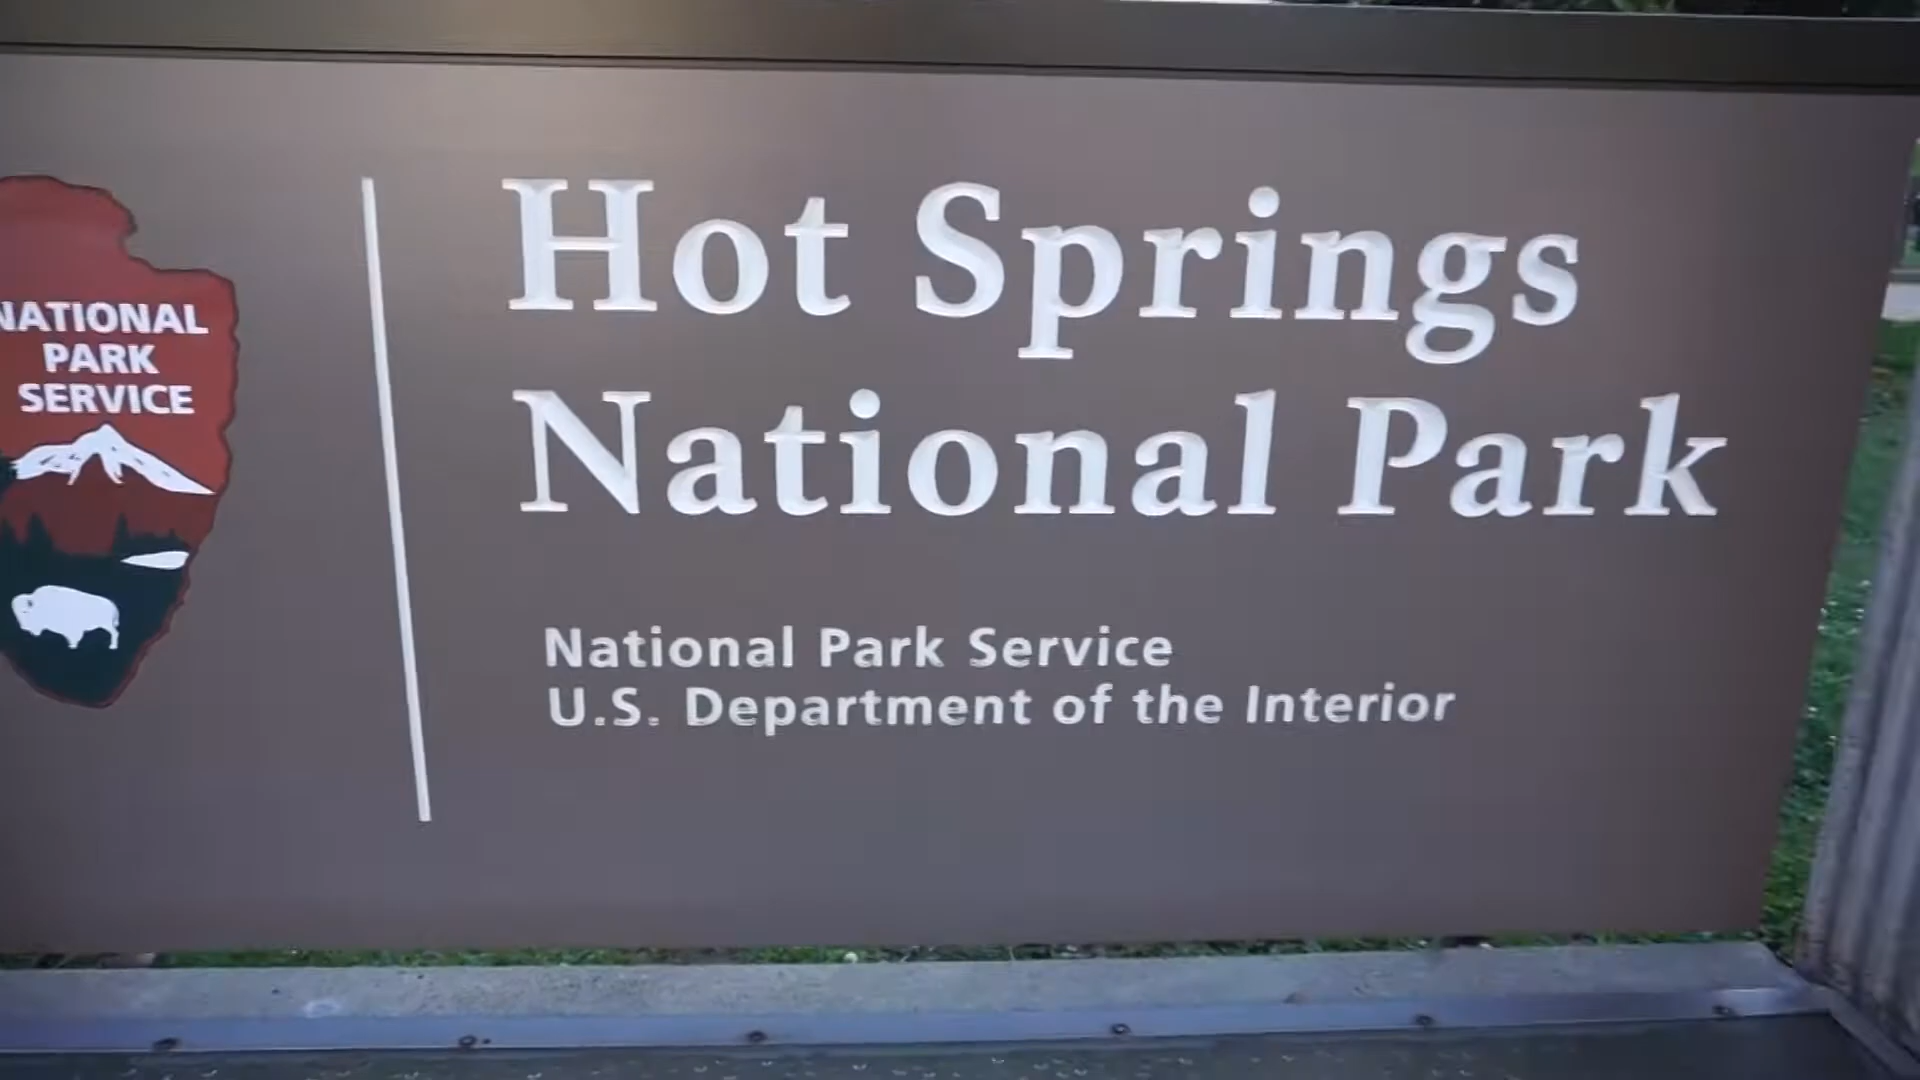 NATIONAL
PARK
SERVICE
Hot Springs
National Park
National Park Service
U.S. Department of the Interior